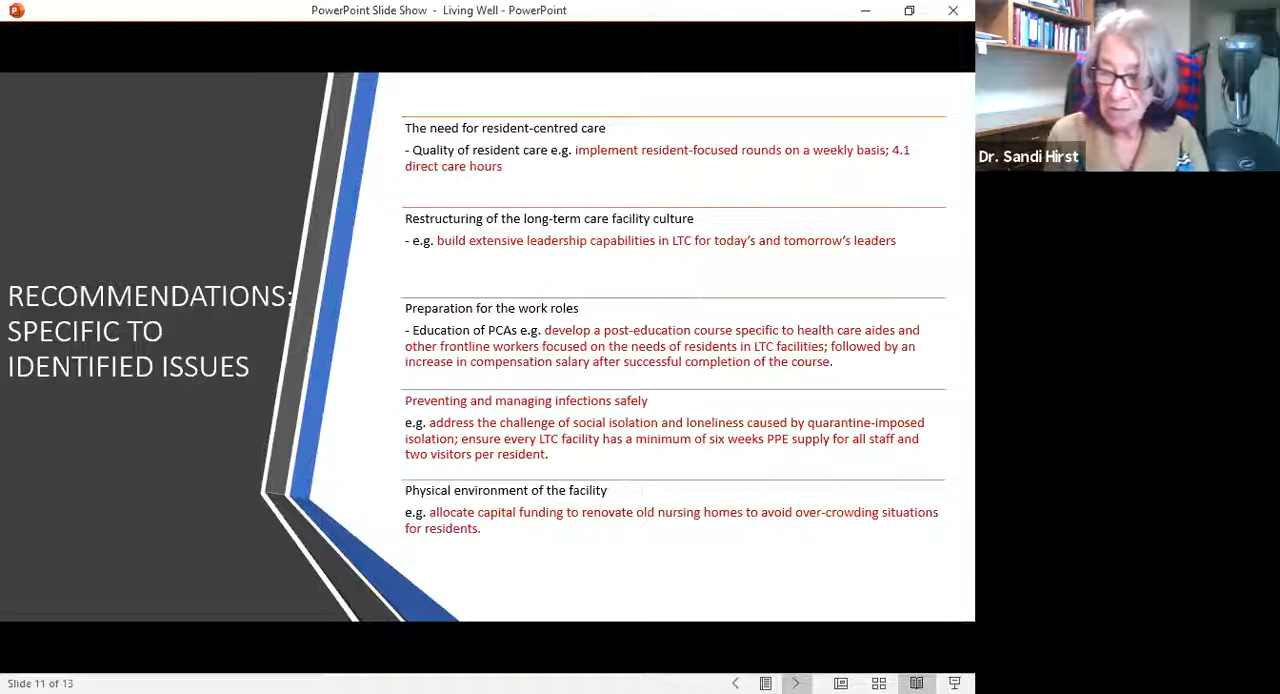 PowerPoint Slide Show - Living Well - PowerPoint
RECOMMENDATIONS:
SPECIFIC TO
IDENTIFIED ISSUES
The need for resident-centred care
- Quality of resident care e.g. implement resident-focused rounds on a weekly basis; 4.1
direct care hours
Restructuring of the long-term care facility culture
- e.g. build extensive leadership capabilities in LTC for today's and tomorrow's leaders
Preparation for the work roles
- Education of PCAs e.g. develop a post-education course specific to health care aides and
other frontline workers focused on the needs of residents in LTC facilities; followed by an
increase in compensation salary after successful completion of the course.
Preventing and managing infections safely
e.g. address the challenge of social isolation and loneliness caused by quarantine-imposed
isolation; ensure every LTC facility has a minimum of six weeks PPE supply for all staff and
two visitors per resident.
Physical environment of the facility
e.g. allocate capital funding to renovate old nursing homes to avoid over-crowding situations
for residents.
Dr. Sandi Hirst
Slide 11 of 13